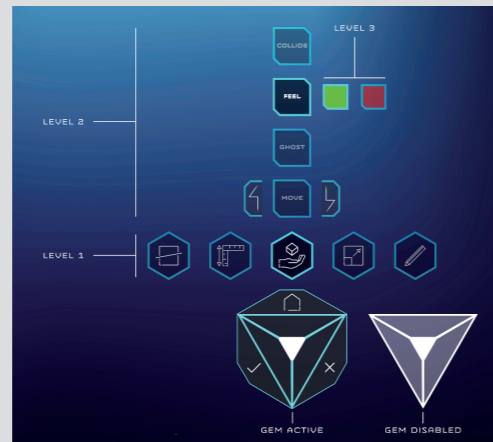 LEVEL 3
COLLIDE
FEEL
LEVEL 2
GHOST
MOVE
LEVEL 1
GEM ACTIVE
GEM DISABLED